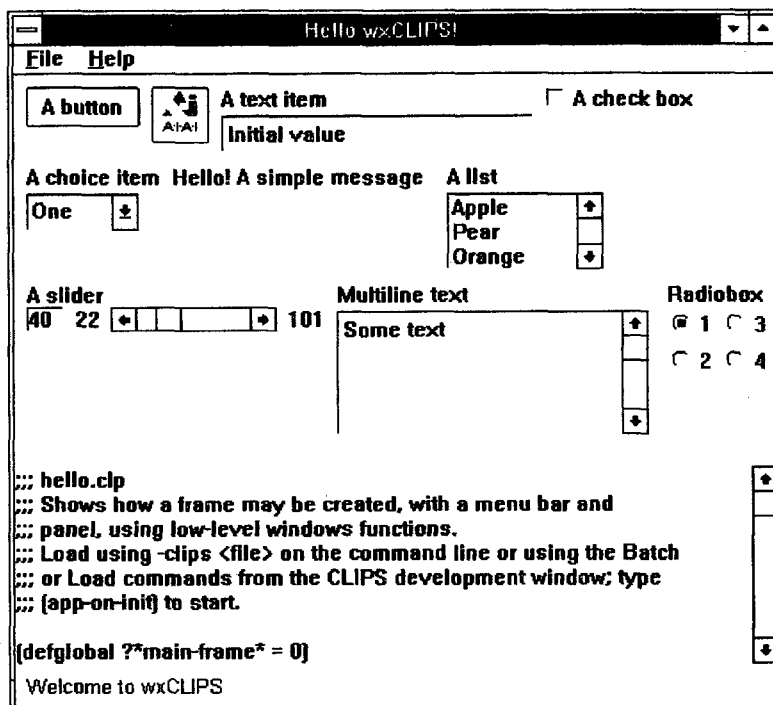 Hello wxCLIPS!
File Help
A button
A text item
A check box
Initial value
A choice item Hello! A simple message A list
One
Apple
Pear
Orange
A slider
40 22 101
Multiline text
Some text
Radiobox
1 3
2 4
;;; hello.clp
;;; Shows how a frame may be created, with a menu bar and
;;; panel, using low-level windows functions.
;;; Load using -clips <file> on the command line or using the Batch
;;; or Load commands from the CLIPS development window; type
;;; (app-on-init) to start.
(defglobal ?*main-frame* = 0)
Welcome to wxCLIPS